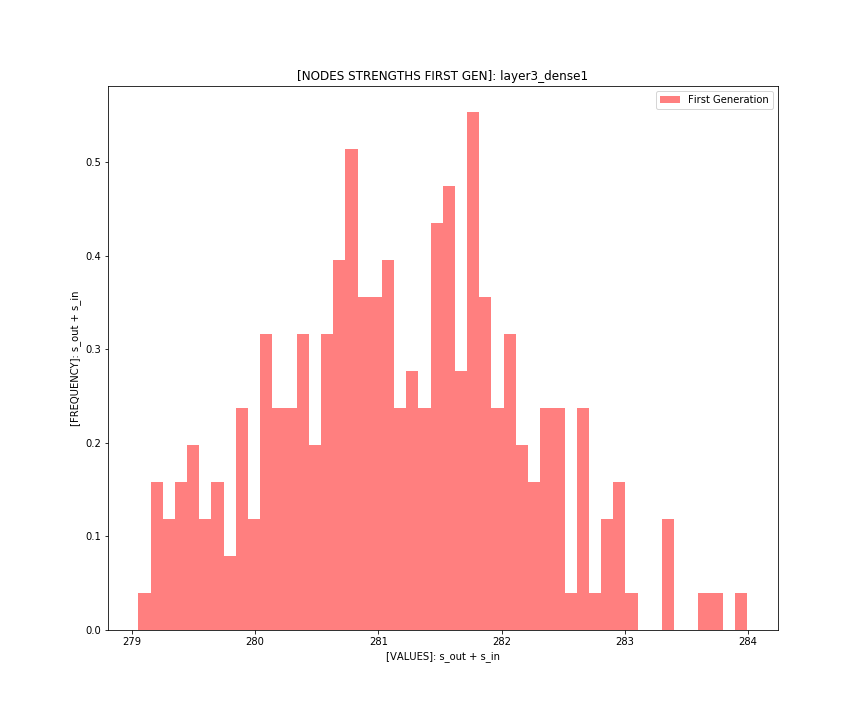 [NODES STRENGTHS FIRST GEN]: layer3_dense1
First Generation
[FREQUENCY]: s_out + s_in
0.5
0.4
0.3
0.2
0.1
0.0
279 280 281 282 283 284
[VALUES]: s_out + s_in